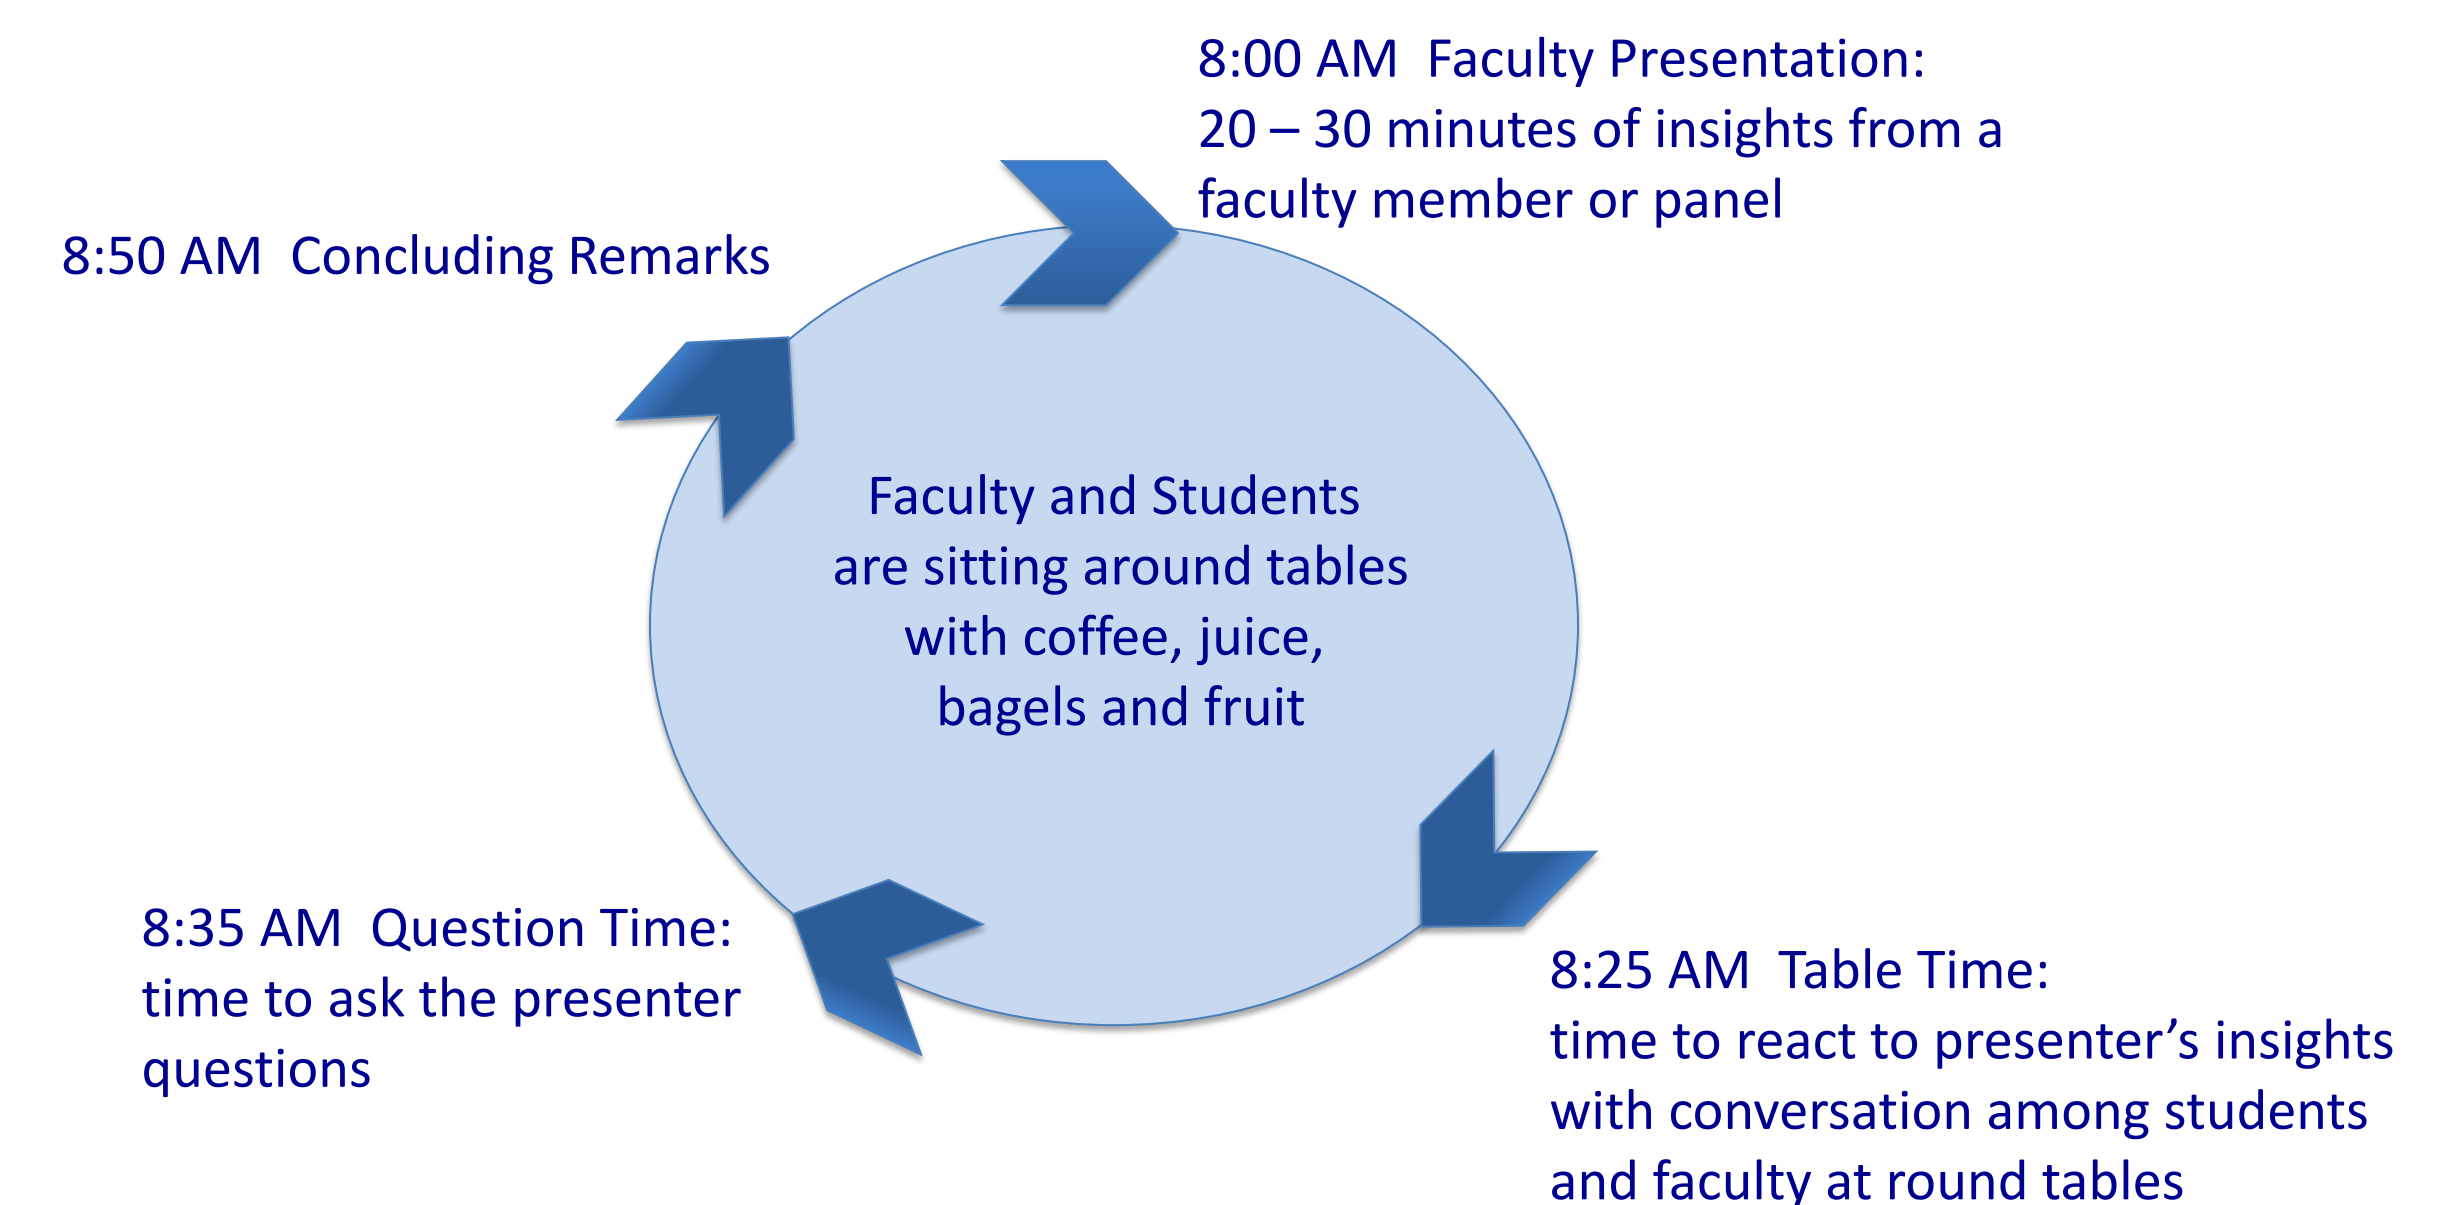 8:00 AM  Faculty Presentation:
20 – 30 minutes of insights from a
faculty member or panel
8:50 AM  Concluding Remarks
Faculty and Students
are sitting around tables
with coffee, juice,
bagels and fruit
8:35 AM  Question Time:
time to ask the presenter
questions
8:25 AM  Table Time:
time to react to presenter’s insights
with conversation among students
and faculty at round tables